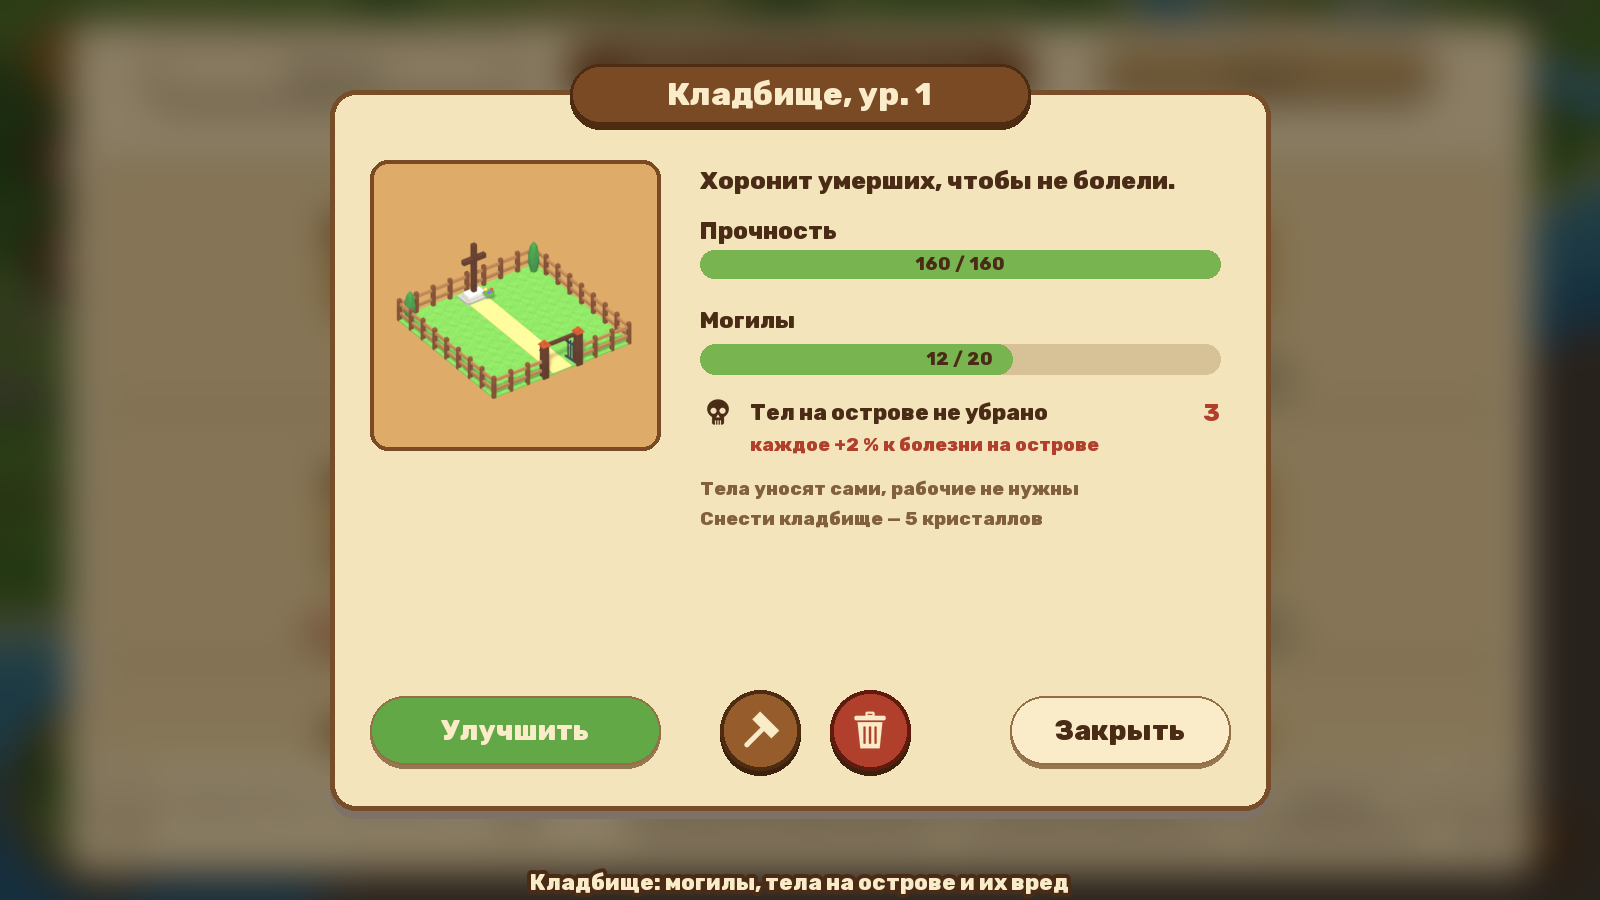 Кладбище, ур. 1
Хоронит умерших, чтобы не болели.
Прочность
160 / 160
Могилы
12 / 20
Тел на острове не убрано 3
каждое +2 % к болезни на острове
Тела уносят сами, рабочие не нужны
Снести кладбище — 5 кристаллов
Улучшить
Закрыть
Кладбище: могилы, тела на острове и их вред